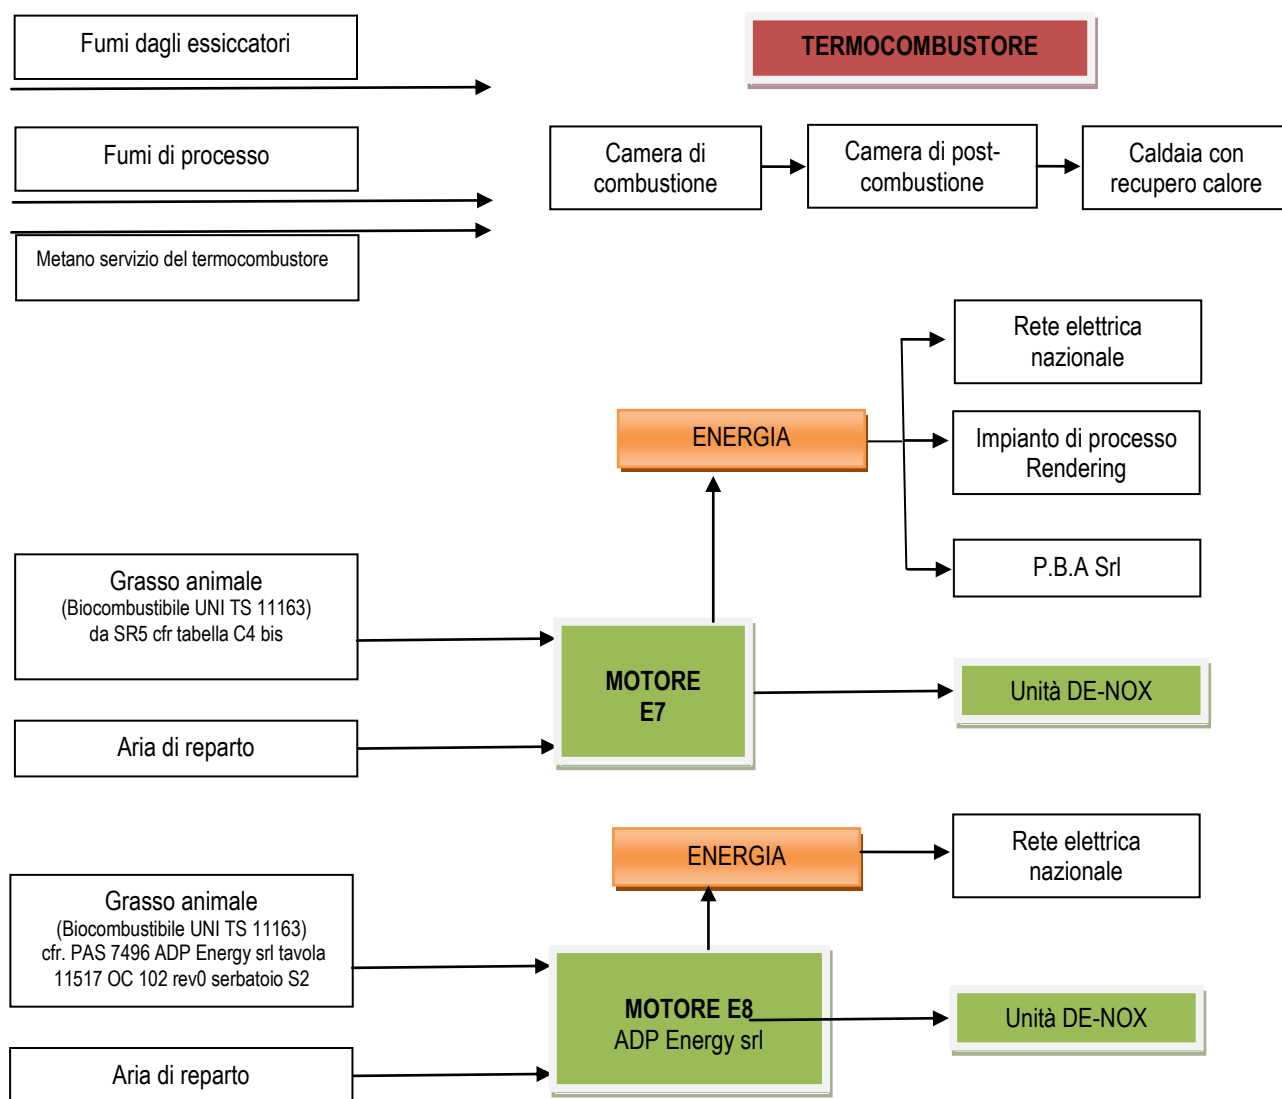 Fumi dagli essiccatori
TERMOCOMBUSTORE
Fumi di processo
Camera di
combustione
Camera di post-
combustione
Caldaia con
recupero calore
Metano servizio del termocombustore
Rete elettrica
nazionale
ENERGIA
Impianto di processo
Rendering
P.B.A Srl
Grasso animale
(Biocombustibile UNI TS 11163)
da SR5 cfr tabella C4 bis
MOTORE
E7
Unità DE-NOX
Aria di reparto
ENERGIA
Rete elettrica
nazionale
Grasso animale
(Biocombustibile UNI TS 11163)
cfr. PAS 7496 ADP Energy srl tavola
11517 OC 102 rev0 serbatoio S2
MOTORE E8
ADP Energy srl
Unità DE-NOX
Aria di reparto